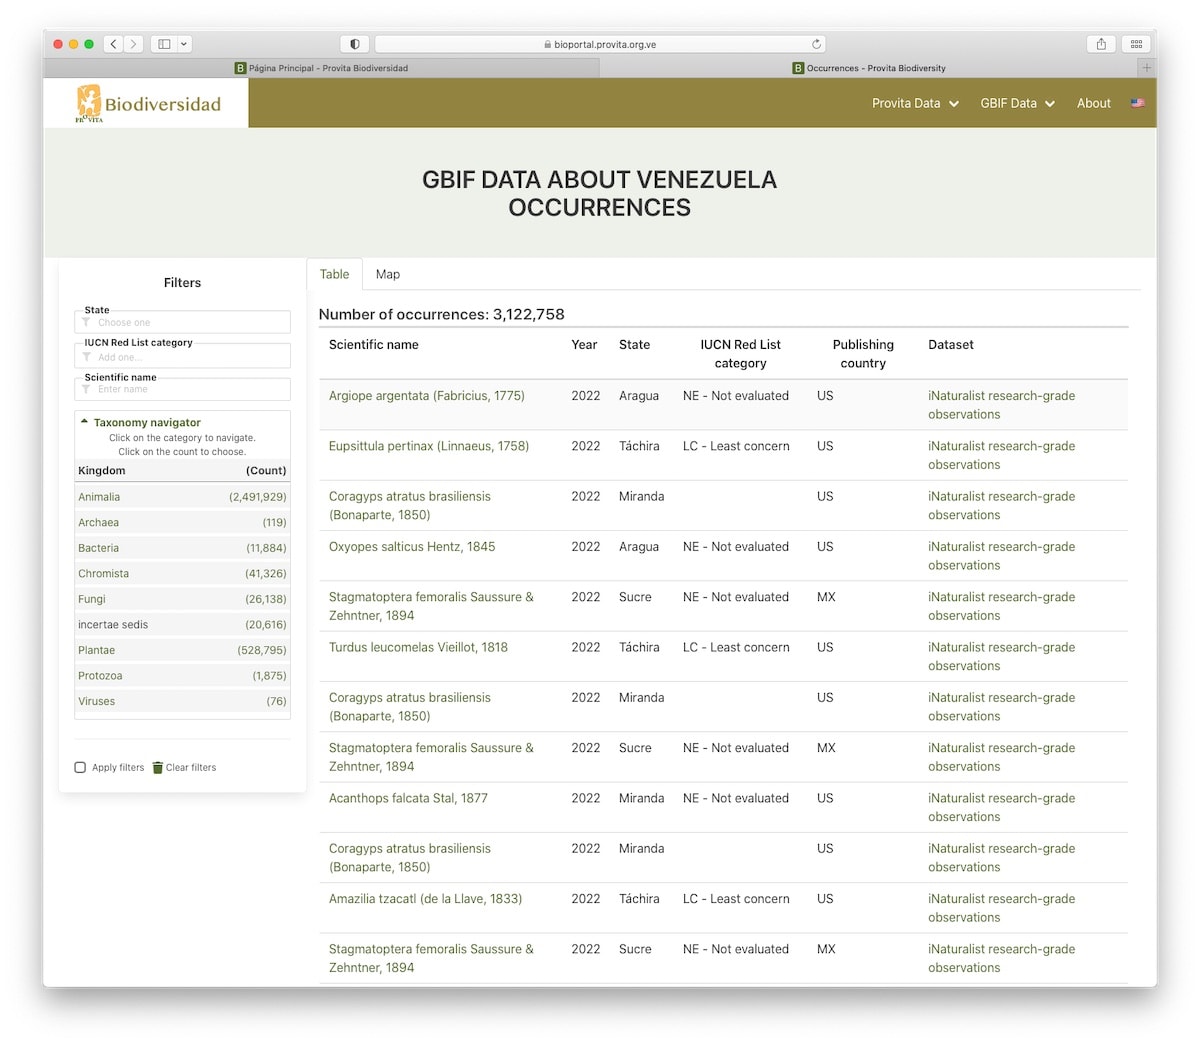 bioportal.provita.org.ve
Página Principal - Provita Biodiversidad
Occurrences - Provita Biodiversity
PROVITA
Biodiversidad
Provita Data
GBIF Data
About
GBIF DATA ABOUT VENEZUELA
OCCURRENCES
Filters
State
Choose one
IUCN Red List category
Add one...
Scientific name
Enter name
Taxonomy navigator
Click on the category to navigate.
Click on the count to choose.
Kingdom (Count)
Animalia (2,491,929)
Archaea (119)
Bacteria (11,884)
Chromista (41,326)
Fungi (26,138)
incertae sedis (20,616)
Plantae (528,795)
Protozoa (1,875)
Viruses (76)
Apply filters Clear filters
Table Map
Number of occurrences: 3,122,758
Scientific name Year State IUCN Red List Publishing Dataset
category country
Argiope argentata (Fabricius, 1775) 2022 Aragua NE - Not evaluated US iNaturalist research-grade
observations
Eupsittula pertinax (Linnaeus, 1758) 2022 Táchira LC - Least concern US iNaturalist research-grade
observations
Coragyps atratus brasiliensis 2022 Miranda US iNaturalist research-grade
(Bonaparte, 1850) observations
Oxyopes salticus Hentz, 1845 2022 Aragua NE - Not evaluated US iNaturalist research-grade
observations
Stagmatoptera femoralis Saussure & 2022 Sucre NE - Not evaluated MX iNaturalist research-grade
Zehntner, 1894 observations
Turdus leucomelas Vieillot, 1818 2022 Táchira LC - Least concern US iNaturalist research-grade
observations
Coragyps atratus brasiliensis 2022 Miranda US iNaturalist research-grade
(Bonaparte, 1850) observations
Stagmatoptera femoralis Saussure & 2022 Sucre NE - Not evaluated MX iNaturalist research-grade
Zehntner, 1894 observations
Acanthops falcata Stal, 1877 2022 Miranda NE - Not evaluated US iNaturalist research-grade
observations
Coragyps atratus brasiliensis 2022 Miranda US iNaturalist research-grade
(Bonaparte, 1850) observations
Amazilia tzacatl (de la Llave, 1833) 2022 Táchira LC - Least concern US iNaturalist research-grade
observations
Stagmatoptera femoralis Saussure & 2022 Sucre NE - Not evaluated MX iNaturalist research-grade
Zehntner, 1894 observations